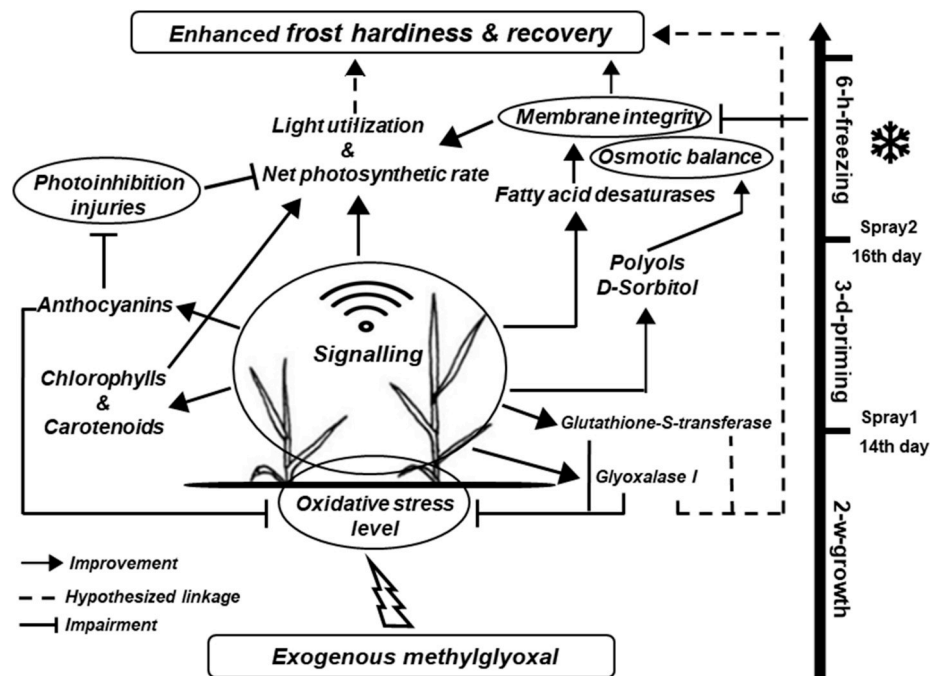 Enhanced frost hardiness & recovery
Light utilization
&
Net photosynthetic rate
Membrane integrity
Osmotic balance
Photoinhibition
injuries
Fatty acid desaturases
Polyols
D-Sorbitol
Anthocyanins
Signalling
Chlorophylls
&
Carotenoids
Glutathione-S-transferase
Glyoxalase I
Oxidative stress
level
Improvement
Hypothesized linkage
Impairment
Exogenous methylglyoxal
6-h-freezing
Spray2
16th day
3-d-priming
Spray1
14th day
2-w-growth